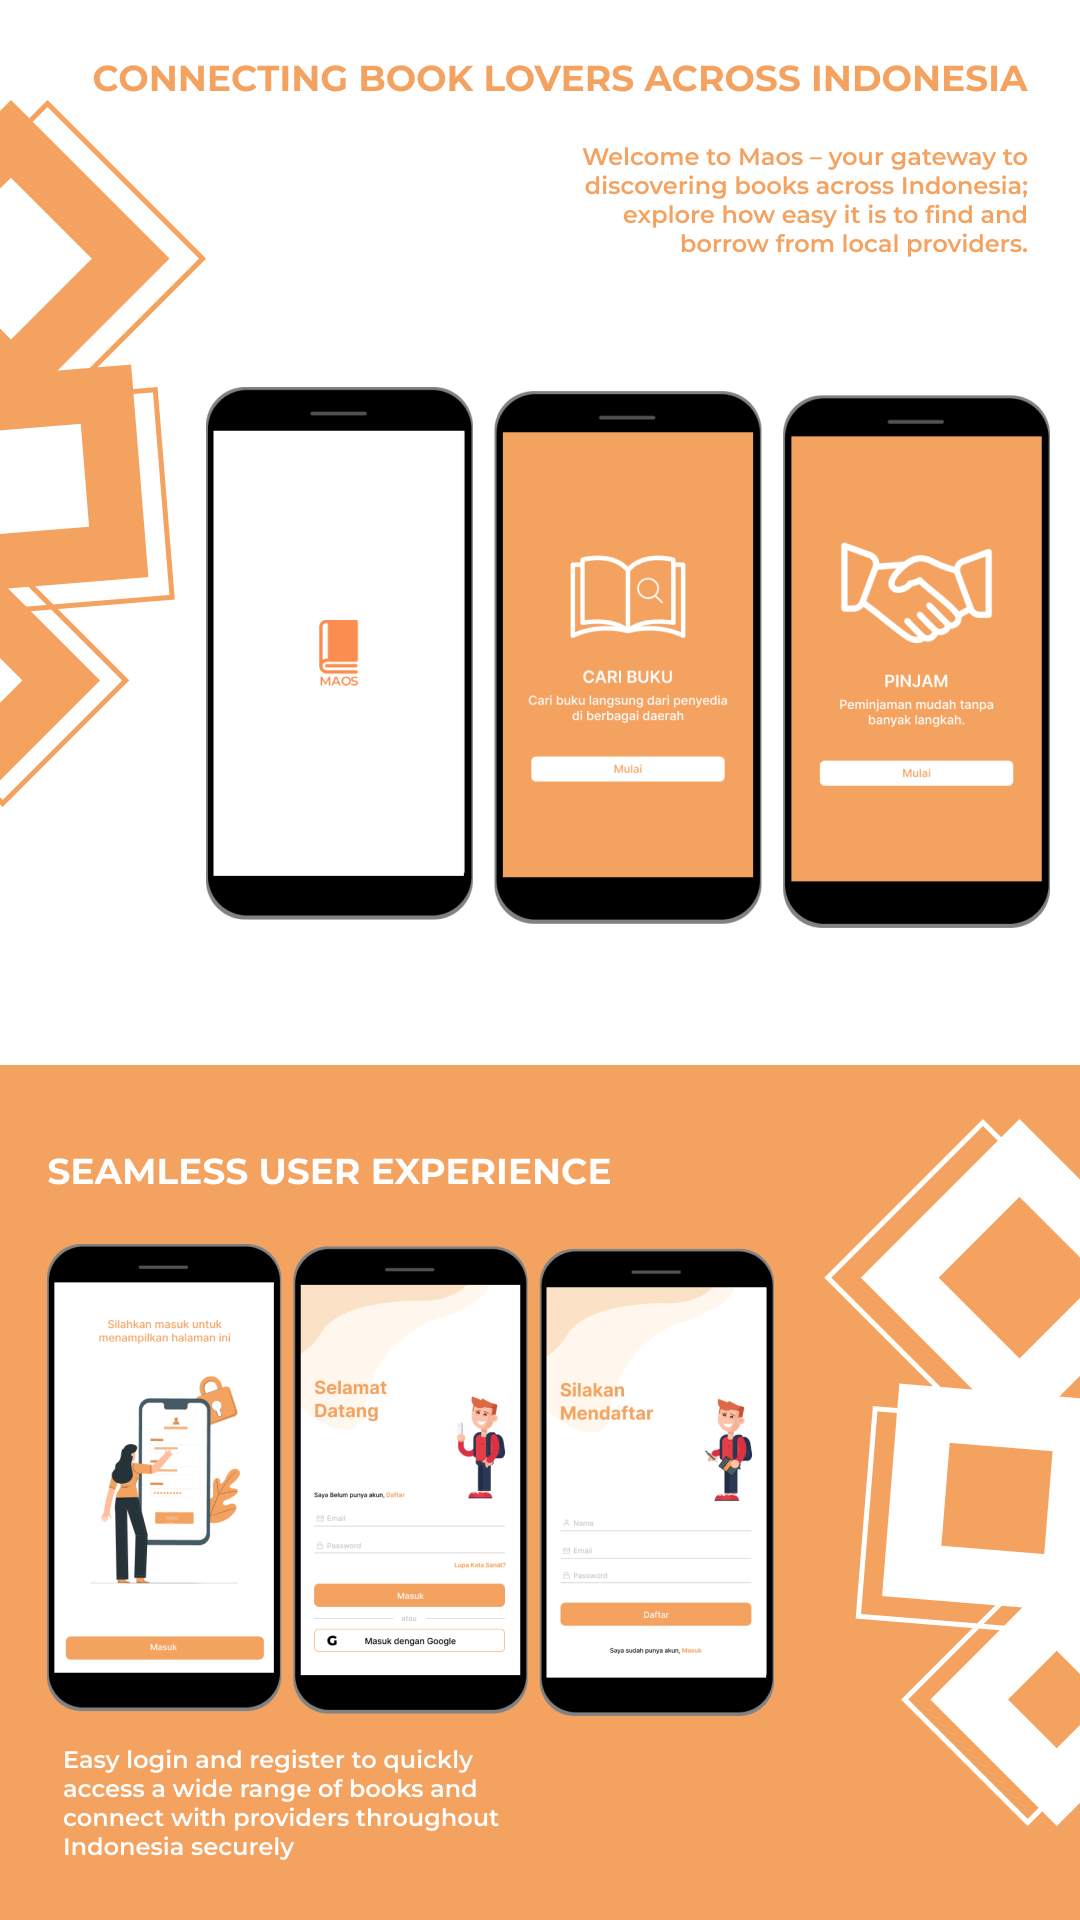 CONNECTING BOOK LOVERS ACROSS INDONESIA
Welcome to Maos – your gateway to
discovering books across Indonesia;
explore how easy it is to find and
borrow from local providers.
MAOS
CARI BUKU
Cari buku langsung dari penyedia
di berbagai daerah
Mulai
PINJAM
Peminjaman mudah tanpa
banyak langkah.
Mulai
SEAMLESS USER EXPERIENCE
Silahkan masuk untuk
menampilkan halaman ini
Masuk
Selamat
Datang
Saya Belum punya akun, Daftar
Email
Password
Lupa Kata Sandi?
Masuk
atau
G Masuk dengan Google
Silakan
Mendaftar
Nama
Email
Password
Daftar
Saya sudah punya akun, Masuk
Easy login and register to quickly
access a wide range of books and
connect with providers throughout
Indonesia securely